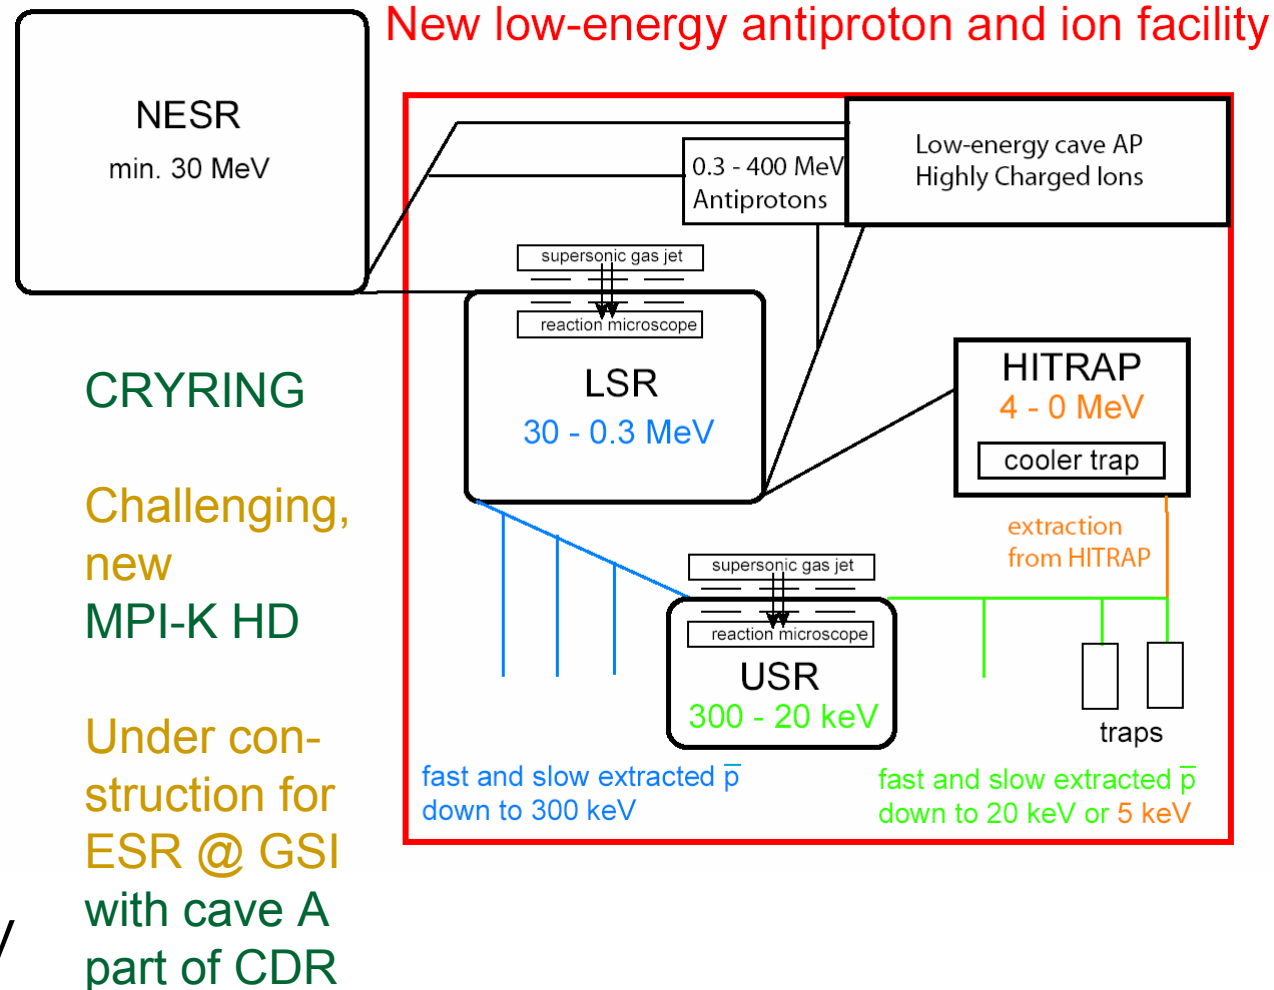 New low-energy antiproton and ion facility
NESR
min. 30 MeV
0.3 - 400 MeV
Antiprotons
Low-energy cave AP
Highly Charged Ions
supersonic gas jet
reaction microscope
LSR
30 - 0.3 MeV
HITRAP
4 - 0 MeV
cooler trap
extraction
from HITRAP
supersonic gas jet
reaction microscope
USR
300 - 20 keV
traps
fast and slow extracted p̅
down to 300 keV
fast and slow extracted p̅
down to 20 keV or 5 keV
CRYRING
Challenging,
new
MPI-K HD
Under con-
struction for
ESR @ GSI
with cave A
part of CDR